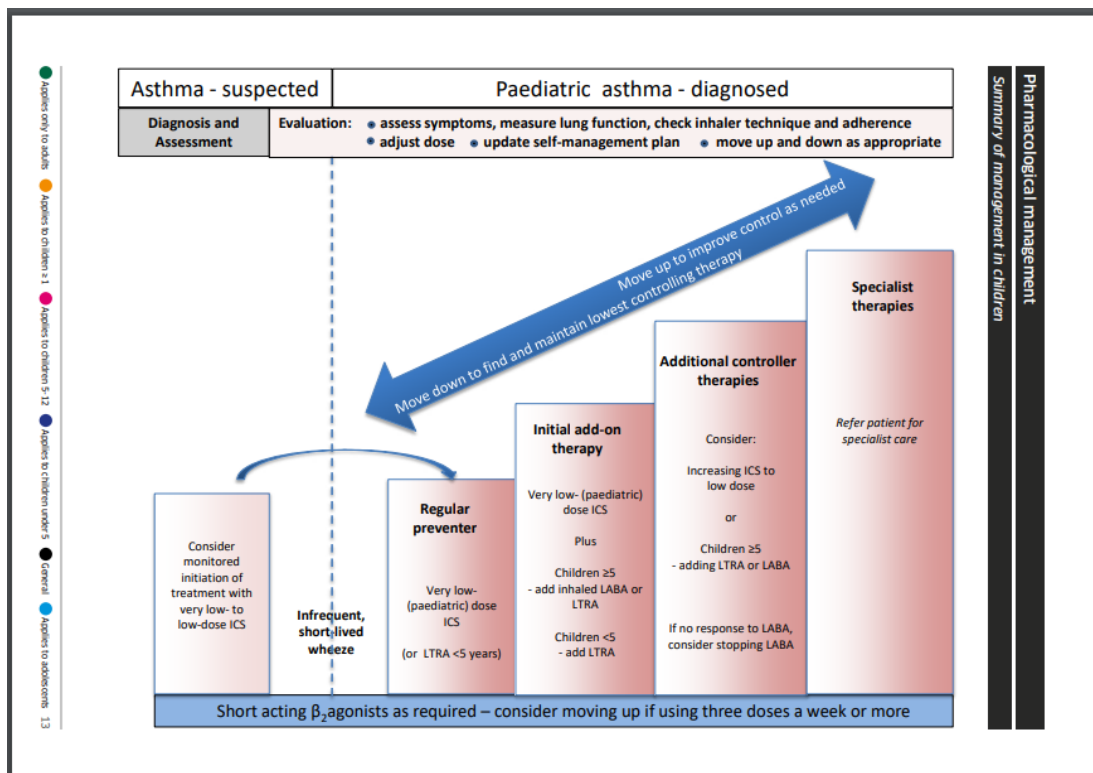 Pharmacological management
Summary of management in children
Asthma - suspected
Paediatric asthma - diagnosed
Diagnosis and
Assessment
Evaluation: • assess symptoms, measure lung function, check inhaler technique and adherence
• adjust dose • update self-management plan • move up and down as appropriate
Move up to improve control as needed
Move down to find and maintain lowest controlling therapy
Consider
monitored
initiation of
treatment with
very low- to
low-dose ICS
Infrequent,
short-lived
wheeze
Regular
preventer
Very low-
(paediatric) dose
ICS
(or LTRA <5 years)
Initial add-on
therapy
Very low- (paediatric)
dose ICS
Plus
Children ≥5
- add inhaled LABA or
LTRA
Children <5
- add LTRA
Additional controller
therapies
Consider:
Increasing ICS to
low dose
or
Children ≥5
- adding LTRA or LABA
If no response to LABA,
consider stopping LABA
Specialist
therapies
Refer patient for
specialist care
Short acting β₂agonists as required – consider moving up if using three doses a week or more
Applies only to adults
Applies to children ≥ 1
Applies to children 5-12
Applies to children under 5
General
Applies to adolescents
13